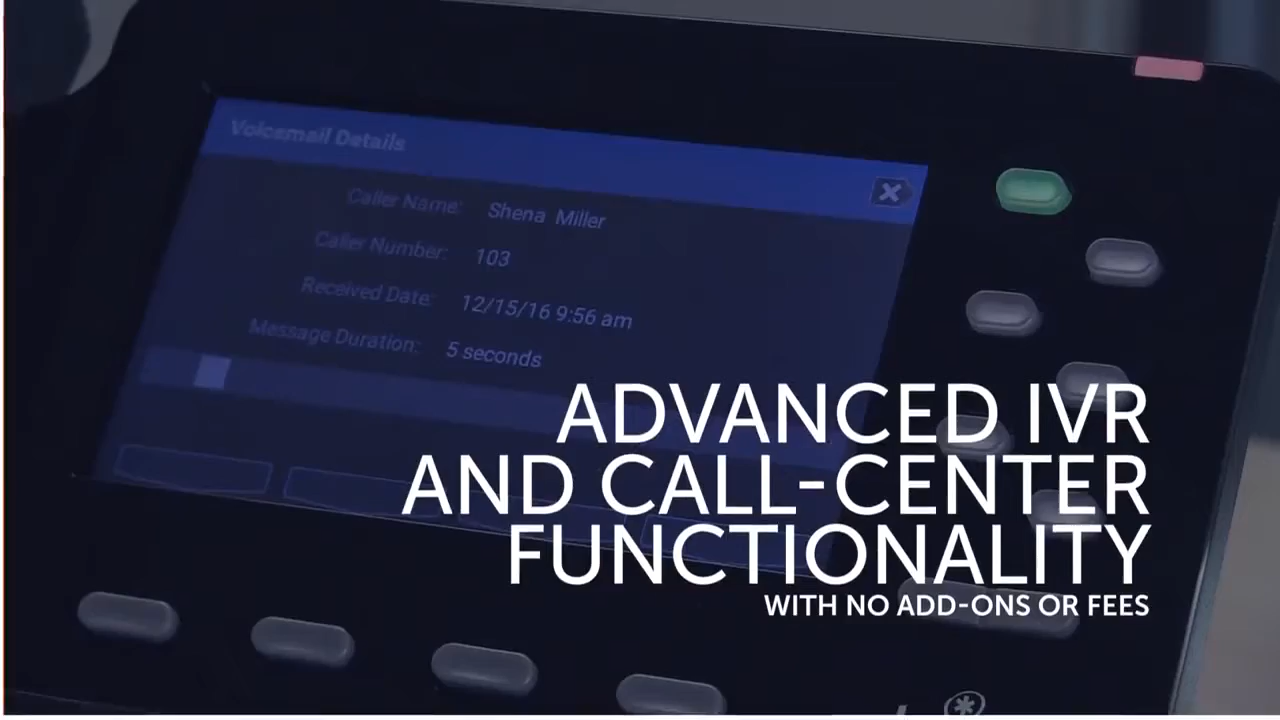 Voicemail Details
Caller Name: Shena Miller
Caller Number: 103
Received Date: 12/15/16 9:56 am
Message Duration: 5 seconds
ADVANCED IVR
AND CALL-CENTER
FUNCTIONALITY
WITH NO ADD-ONS OR FEES